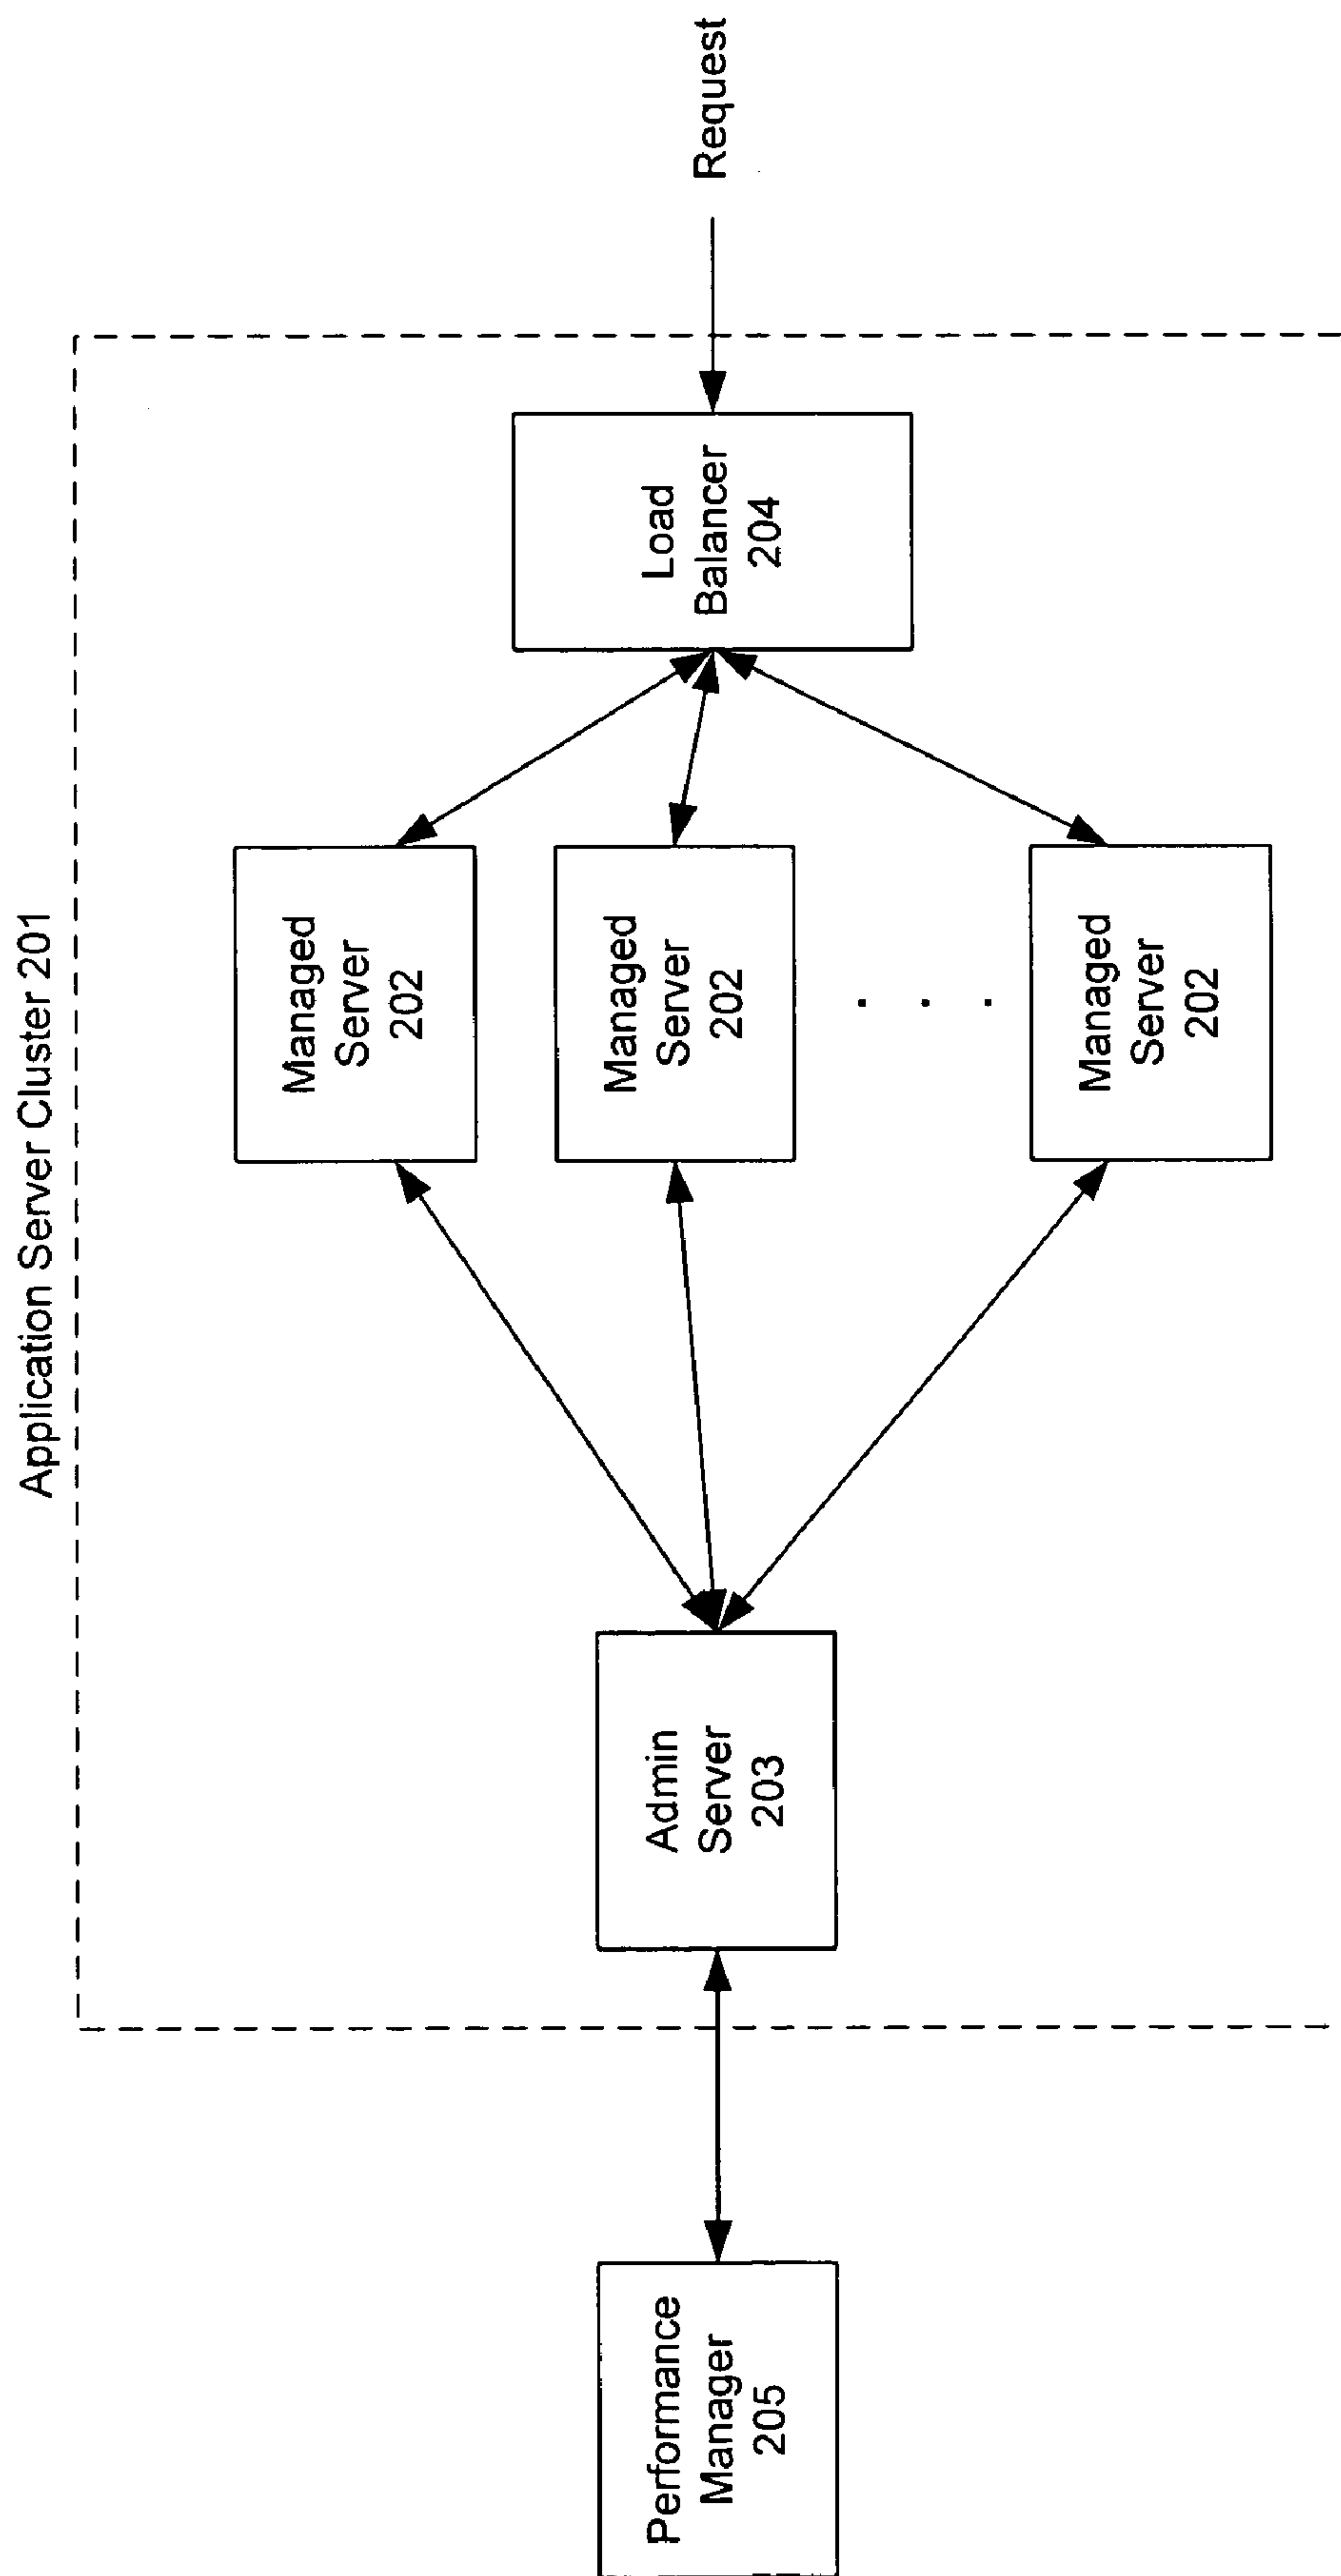 Application Server Cluster 201
Performance
Manager
205
Admin
Server
203
Managed
Server
202
Managed
Server
202
. . .
Managed
Server
202
Load
Balancer
204
Request